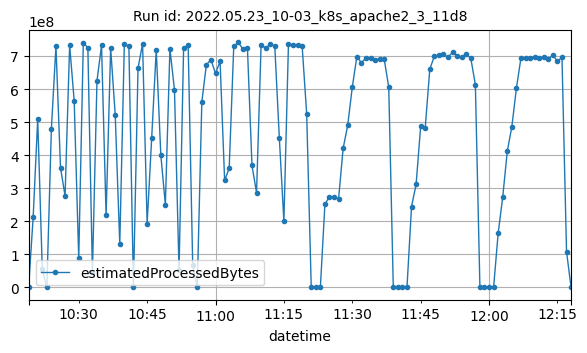 Run id: 2022.05.23_10-03_k8s_apache2_3_11d8
1e8
7
6
5
4
3
2
1
0
estimatedProcessedBytes
10:30 10:45 11:00 11:15 11:30 11:45 12:00 12:15
datetime